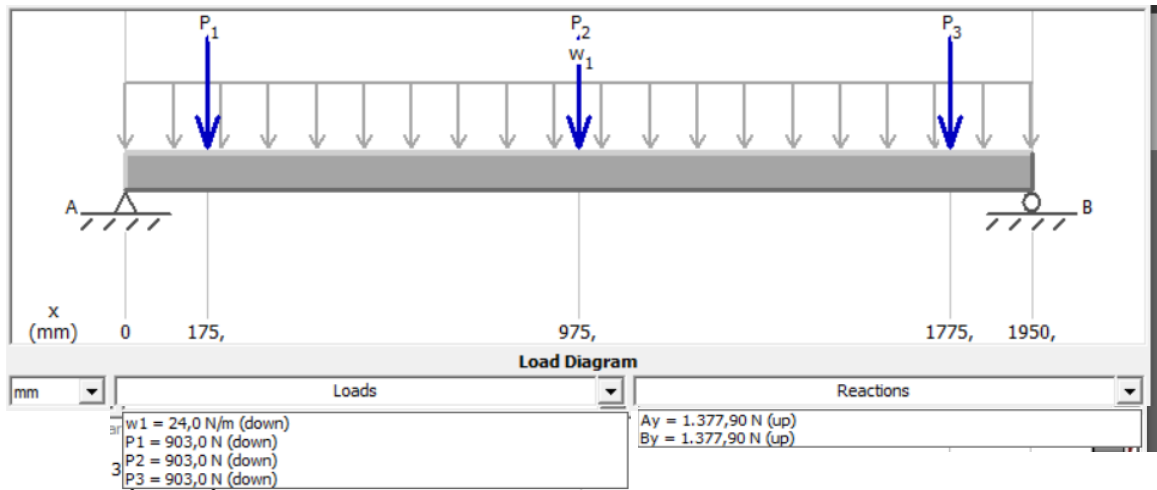 P1 P2 P3
w1
A B
x
(mm) 0 175, 975, 1775, 1950,
Load Diagram
mm Loads Reactions
w1 = 24,0 N/m (down)
P1 = 903,0 N (down)
P2 = 903,0 N (down)
3 P3 = 903,0 N (down)
Ay = 1.377,90 N (up)
By = 1.377,90 N (up)